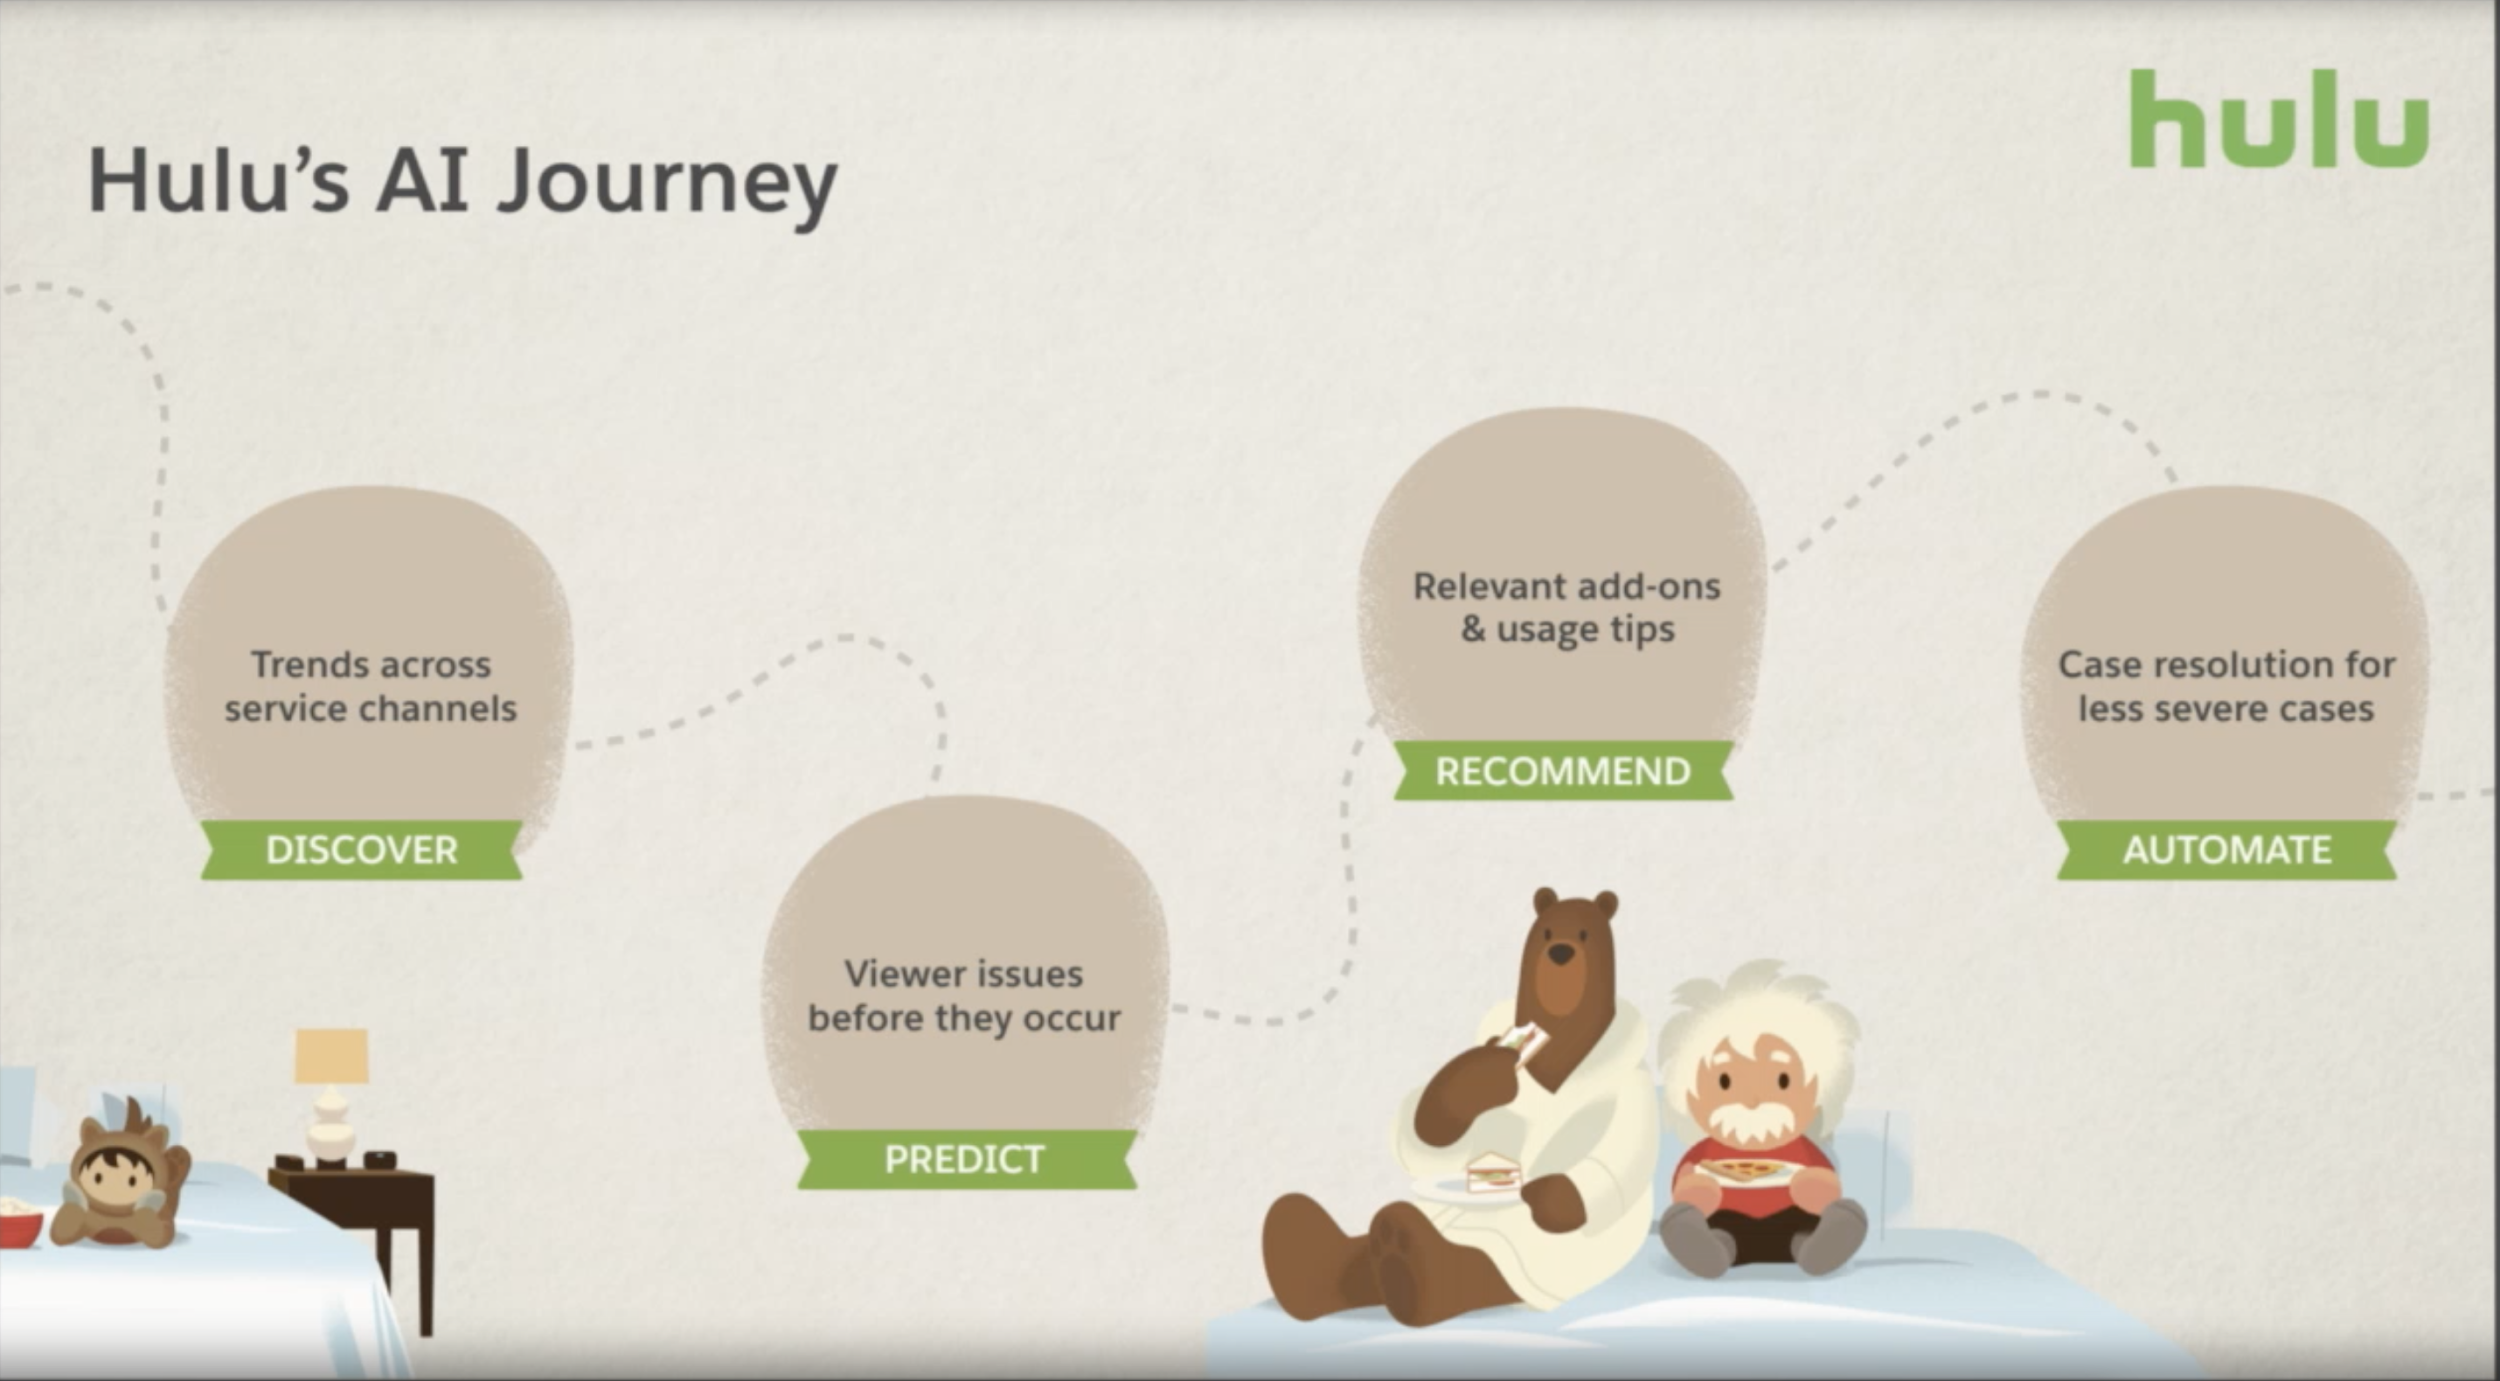 hulu
Hulu's AI Journey
Trends across
service channels
DISCOVER
Viewer issues
before they occur
PREDICT
Relevant add-ons
& usage tips
RECOMMEND
Case resolution for
less severe cases
AUTOMATE